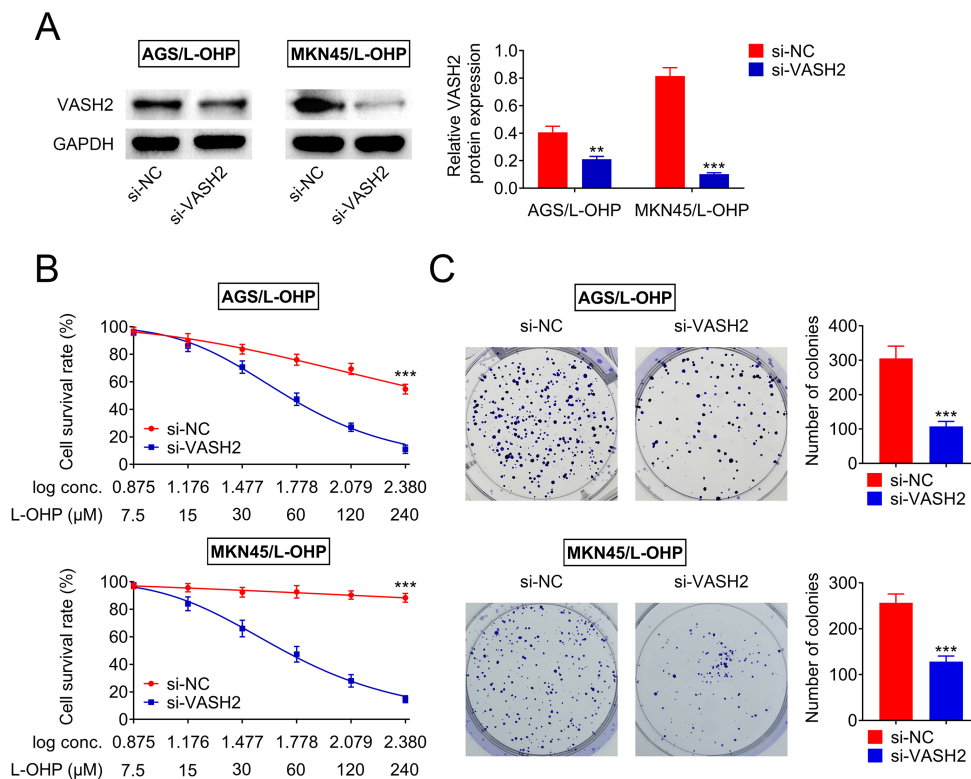 A
AGS/L-OHP
MKN45/L-OHP
VASH2
GAPDH
si-NC
si-VASH2
si-NC
si-VASH2
Relative VASH2
protein expression
1.0
0.8
0.6
0.4
0.2
0.0
**
***
AGS/L-OHP MKN45/L-OHP
si-NC
si-VASH2
B
AGS/L-OHP
Cell survival rate (%)
100
80
60
40
20
0
***
si-NC
si-VASH2
log conc. 0.875 1.176 1.477 1.778 2.079 2.380
L-OHP (μM) 7.5 15 30 60 120 240
MKN45/L-OHP
Cell survival rate (%)
100
80
60
40
20
0
***
si-NC
si-VASH2
log conc. 0.875 1.176 1.477 1.778 2.079 2.380
L-OHP (μM) 7.5 15 30 60 120 240
C
AGS/L-OHP
si-NC si-VASH2
Number of colonies
400
300
200
100
0
***
si-NC
si-VASH2
MKN45/L-OHP
si-NC si-VASH2
Number of colonies
300
200
100
0
***
si-NC
si-VASH2